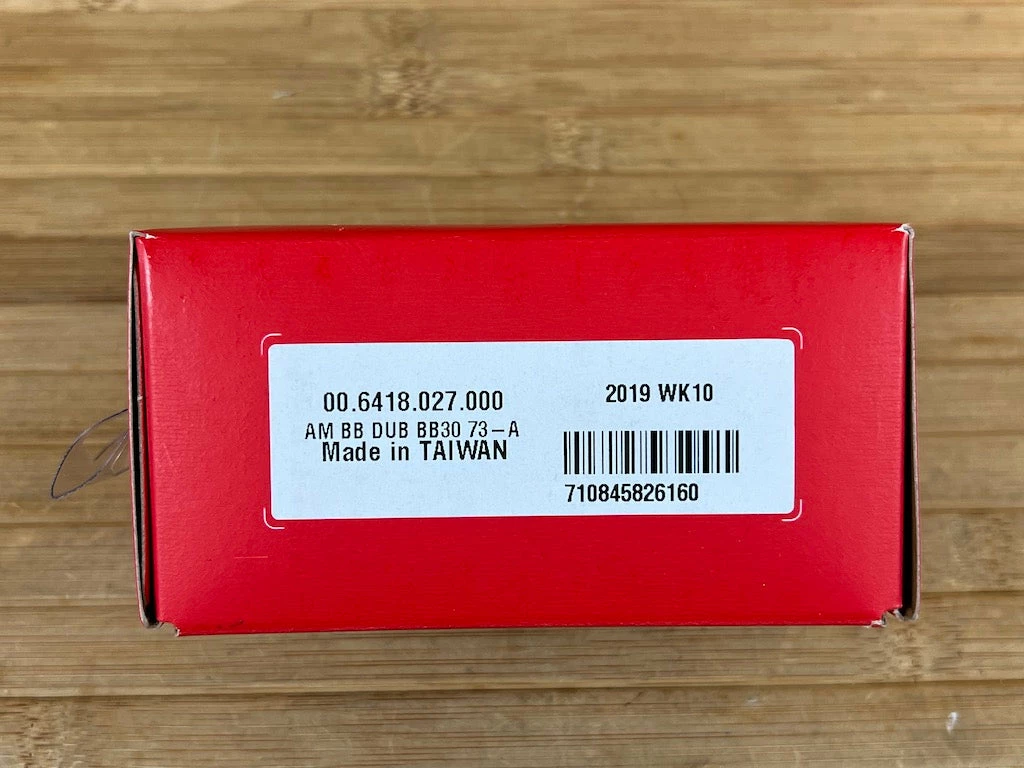 00.6418.027.000
AM BB DUB BB30 73-A
Made in TAIWAN
2019 WK10
710845826160